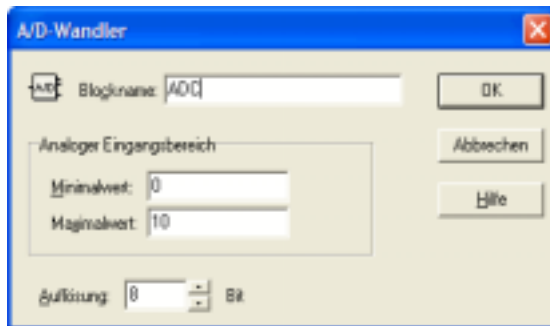 A/D-Wandler
A/D
Blockname: ADC
OK
Analoger Eingangsbereich
Abbrechen
Minimalwert: 0
Hilfe
Maximalwert: 10
Auflösung: 8 Bit